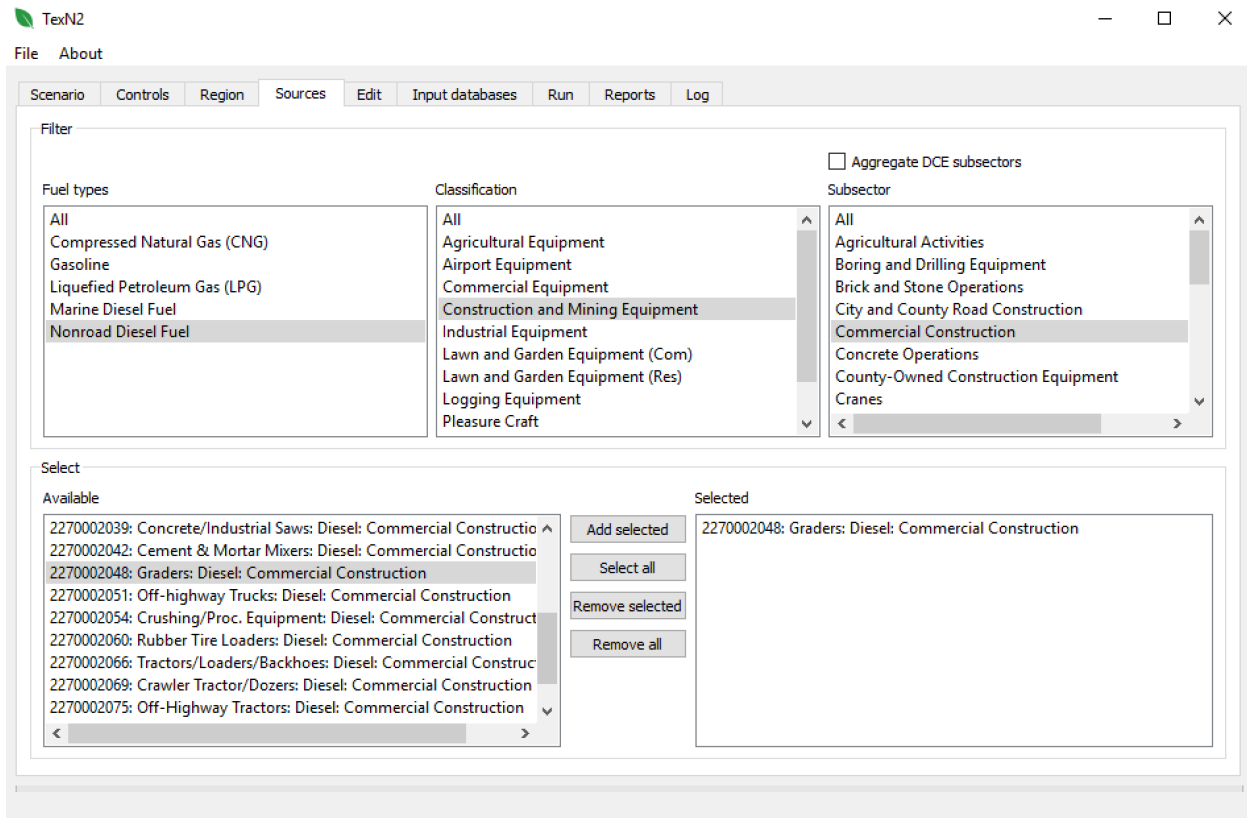 TexN2
File About
Scenario Controls Region Sources Edit Input databases Run Reports Log
Filter
Aggregate DCE subsectors
Fuel types
All
Compressed Natural Gas (CNG)
Gasoline
Liquefied Petroleum Gas (LPG)
Marine Diesel Fuel
Nonroad Diesel Fuel
Classification
All
Agricultural Equipment
Airport Equipment
Commercial Equipment
Construction and Mining Equipment
Industrial Equipment
Lawn and Garden Equipment (Com)
Lawn and Garden Equipment (Res)
Logging Equipment
Pleasure Craft
Subsector
All
Agricultural Activities
Boring and Drilling Equipment
Brick and Stone Operations
City and County Road Construction
Commercial Construction
Concrete Operations
County-Owned Construction Equipment
Cranes
Select
Available
2270002039: Concrete/Industrial Saws: Diesel: Commercial Constructio
2270002042: Cement & Mortar Mixers: Diesel: Commercial Constructio
2270002048: Graders: Diesel: Commercial Construction
2270002051: Off-highway Trucks: Diesel: Commercial Construction
2270002054: Crushing/Proc. Equipment: Diesel: Commercial Construct
2270002060: Rubber Tire Loaders: Diesel: Commercial Construction
2270002066: Tractors/Loaders/Backhoes: Diesel: Commercial Construc
2270002069: Crawler Tractor/Dozers: Diesel: Commercial Construction
2270002075: Off-Highway Tractors: Diesel: Commercial Construction
Add selected
Select all
Remove selected
Remove all
Selected
2270002048: Graders: Diesel: Commercial Construction